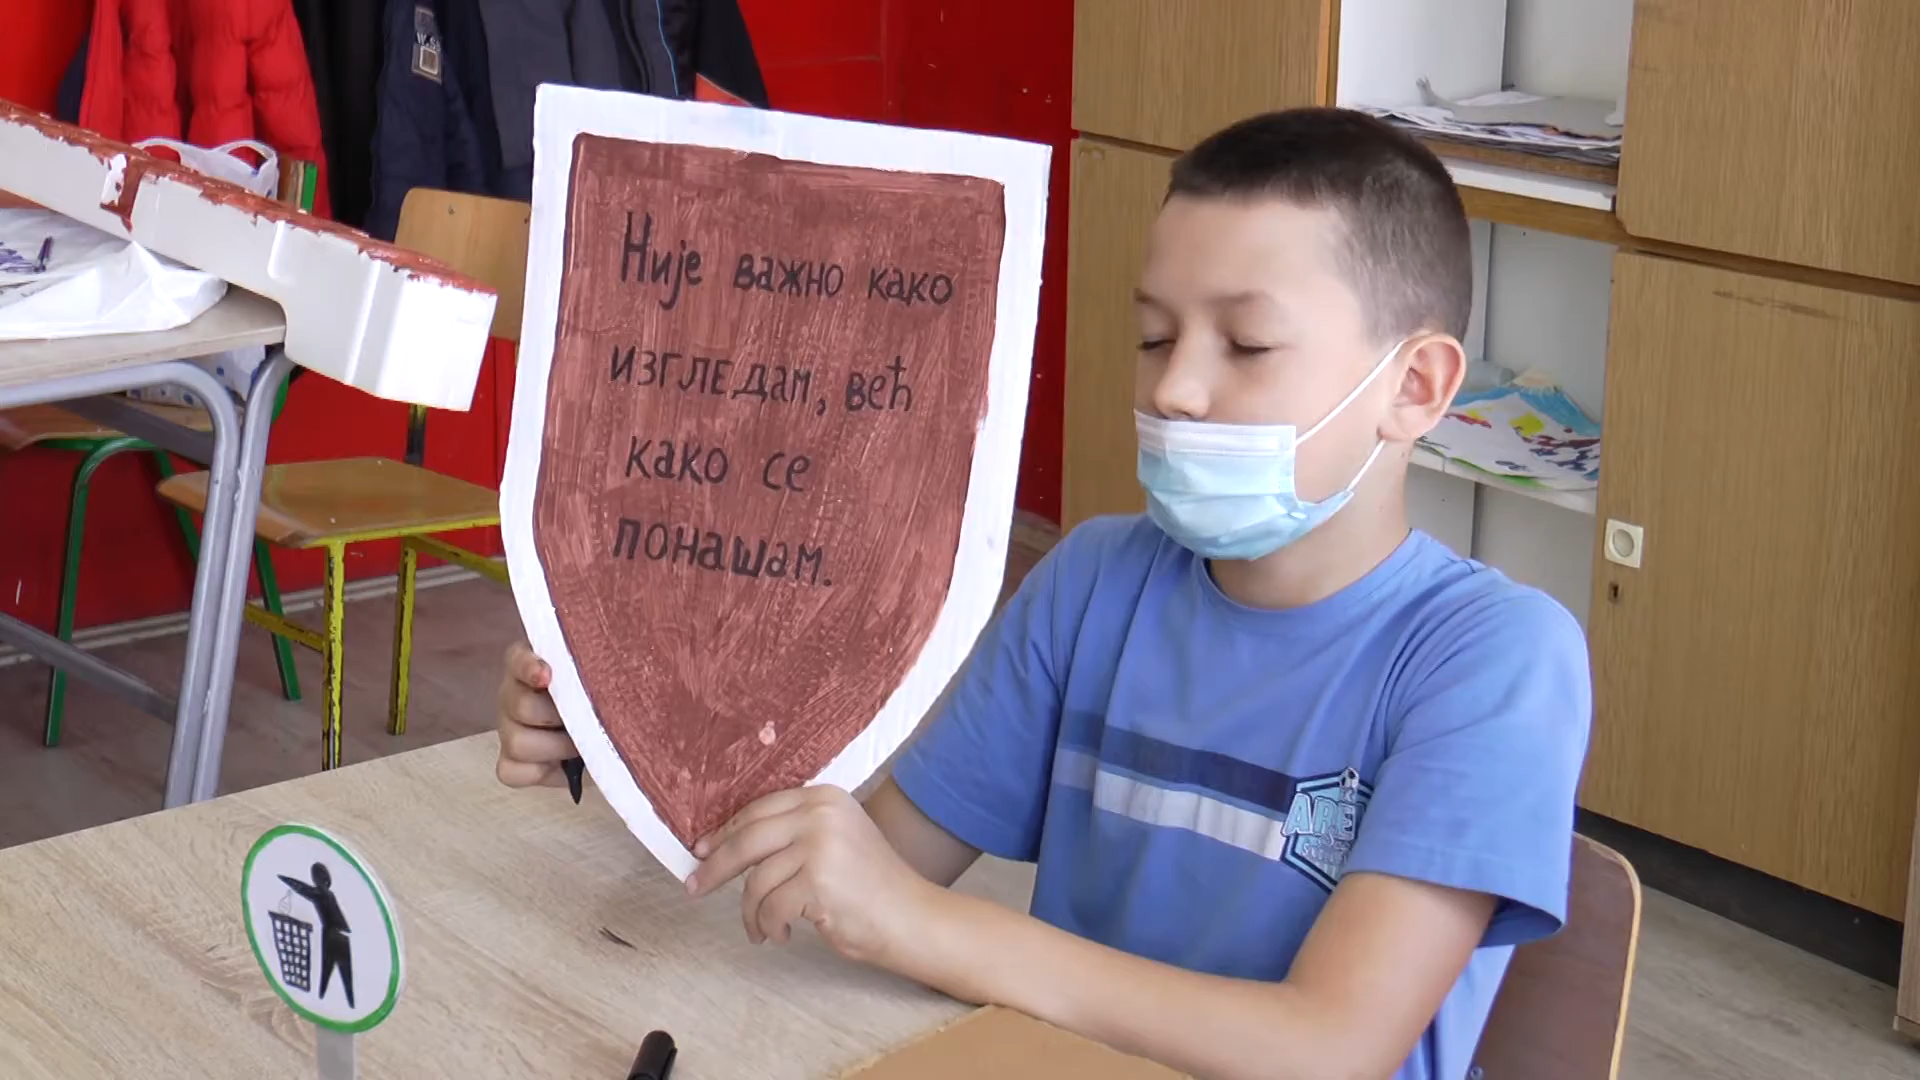 Није важно како
изгледам, већ
како се
понашам.